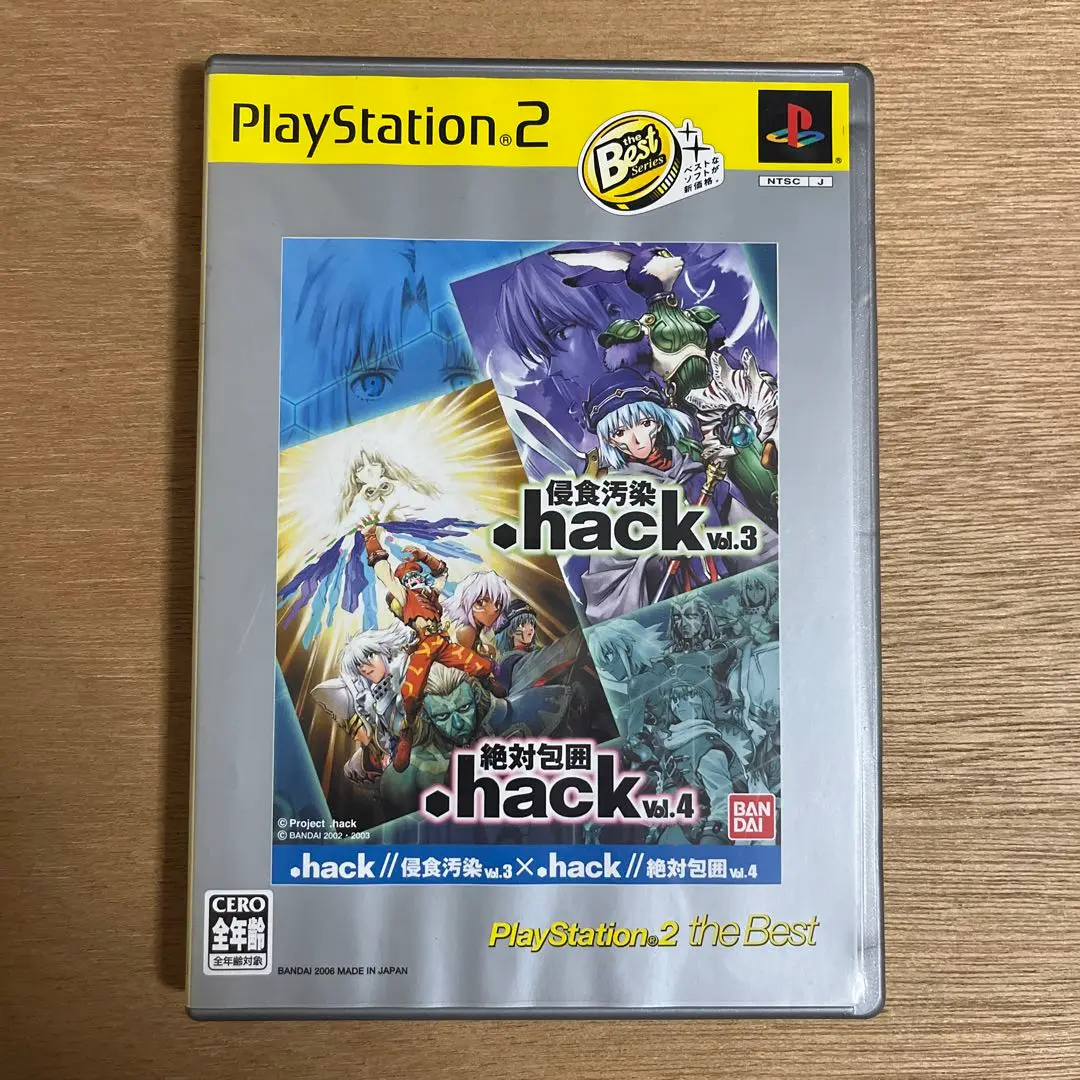 PlayStation®2
the Best Series
ベストな
ソフトが
新価格。
®
NTSC J
侵食汚染
.hack Vol.3
絶対包囲
.hack Vol.4
BAN
DAI
© Project .hack
© BANDAI 2002・2003
.hack//侵食汚染 Vol.3×.hack//絶対包囲 Vol.4
CERO
全年齢
全年齢対象
PlayStation®2 the Best
BANDAI 2006 MADE IN JAPAN